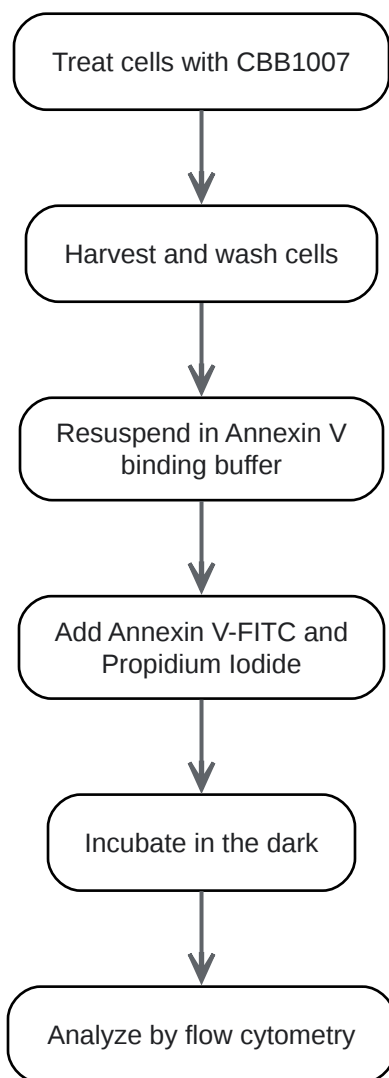 Treat cells with CBB1007
Harvest and wash cells
Resuspend in Annexin V
binding buffer
Add Annexin V-FITC and
Propidium Iodide
Incubate in the dark
Analyze by flow cytometry